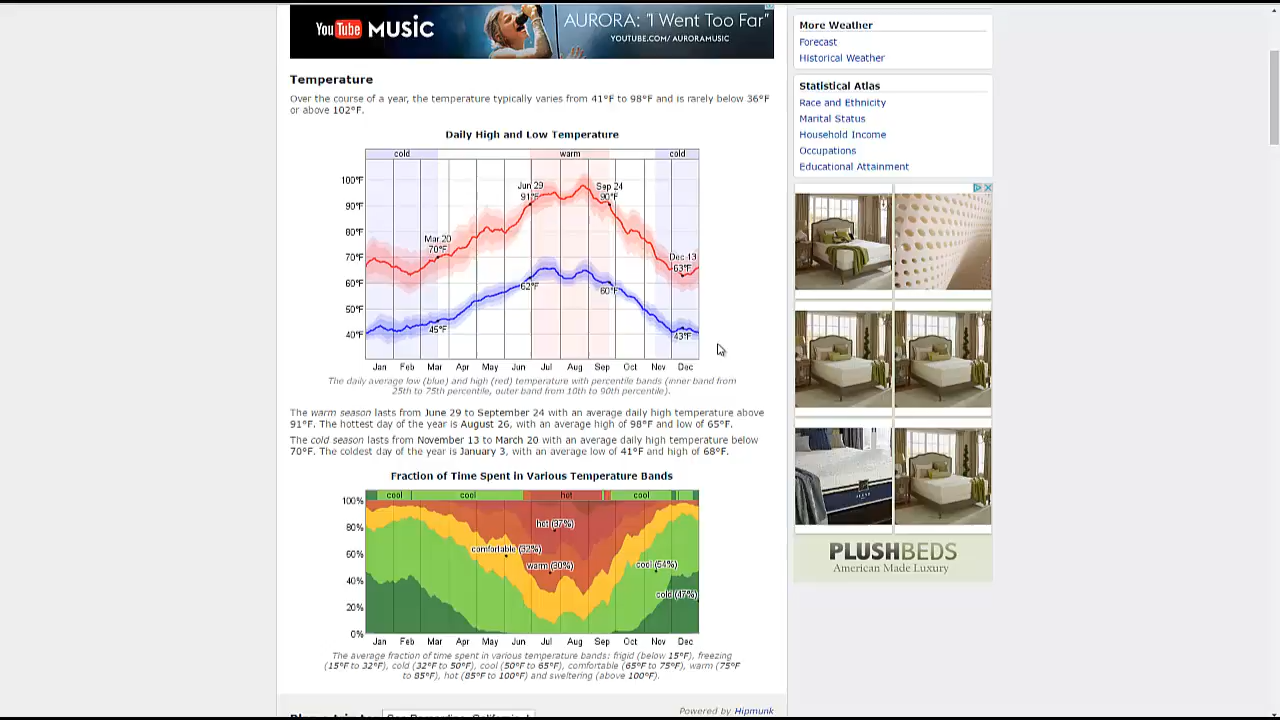 You Tube MUSIC
AURORA: "I Went Too Far"
YOUTUBE.COM/ AURORAMUSIC
Temperature
Over the course of a year, the temperature typically varies from 41°F to 98°F and is rarely below 36°F
or above 102°F.
Daily High and Low Temperature
cold warm cold
100°F
90°F
80°F
70°F
60°F
50°F
40°F
Jun 29
91°F
Sep 24
90°F
Mar 20
70°F
Dec 13
63°F
62°F
60°F
45°F
43°F
Jan Feb Mar Apr May Jun Jul Aug Sep Oct Nov Dec
The daily average low (blue) and high (red) temperature with percentile bands (inner band from
25th to 75th percentile, outer band from 10th to 90th percentile).
The warm season lasts from June 29 to September 24 with an average daily high temperature above
91°F. The hottest day of the year is August 26, with an average high of 98°F and low of 65°F.
The cold season lasts from November 13 to March 20 with an average daily high temperature below
70°F. The coldest day of the year is January 3, with an average low of 41°F and high of 68°F.
Fraction of Time Spent in Various Temperature Bands
cool cool hot cool
100%
80%
60%
40%
20%
0%
hot (37%)
comfortable (32%)
warm (30%)
cool (54%)
cold (47%)
Jan Feb Mar Apr May Jun Jul Aug Sep Oct Nov Dec
The average fraction of time spent in various temperature bands: frigid (below 15°F), freezing
(15°F to 32°F), cold (32°F to 50°F), cool (50°F to 65°F), comfortable (65°F to 75°F), warm (75°F
to 85°F), hot (85°F to 100°F) and sweltering (above 100°F).
Powered by Hipmunk
More Weather
Forecast
Historical Weather
Statistical Atlas
Race and Ethnicity
Marital Status
Household Income
Occupations
Educational Attainment
PLUSHBEDS
American Made Luxury